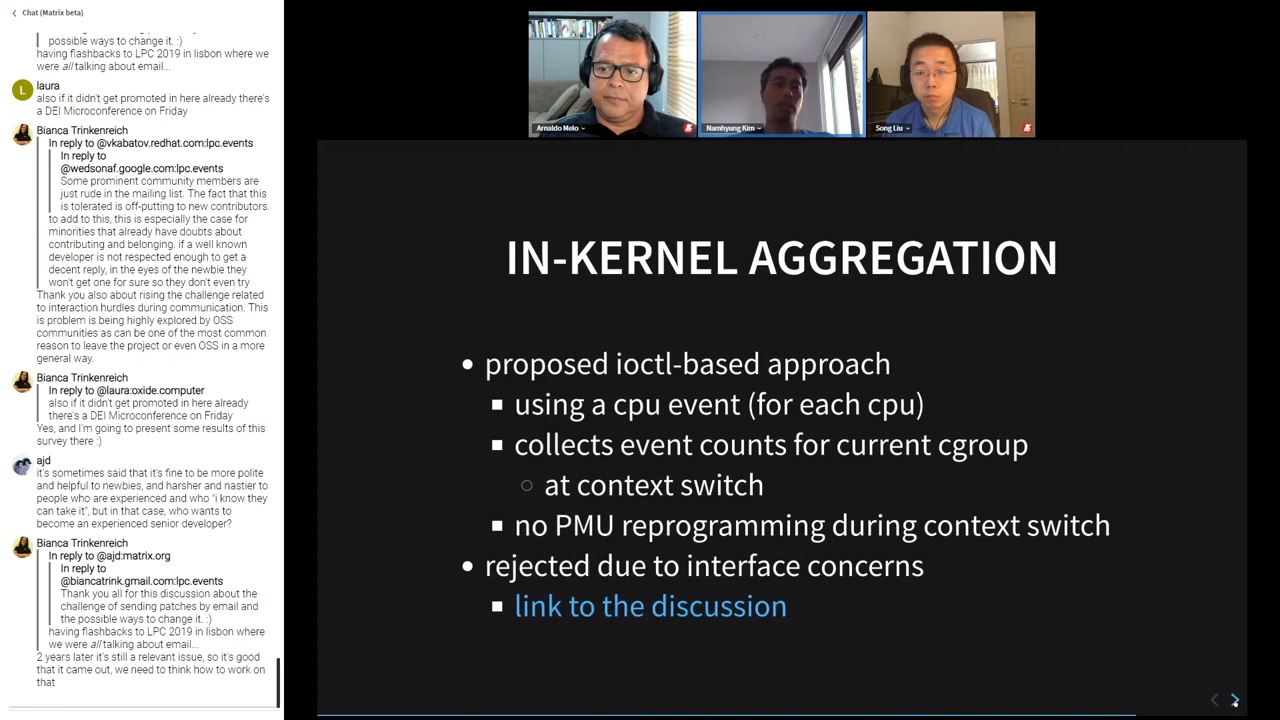 Chat (Matrix beta)
possible ways to change it. :)
having flashbacks to LPC 2019 in lisbon where we
were all talking about email...
L
laura
also if it didn't get promoted in here already there's
a DEI Microconference on Friday
Bianca Trinkenreich
In reply to @vkabatov.redhat.com:lpc.events
In reply to
@wedsonaf.google.com:lpc.events
Some prominent community members are
just rude in the mailing list. The fact that this
is tolerated is off-putting to new contributors.
to add to this, this is especially the case for
minorities that already have doubts about
contributing and belonging. if a well known
developer is not respected enough to get a
decent reply, in the eyes of the newbie they
won't get one for sure so they don't even try
Thank you also about rising the challenge related
to interaction hurdles during communication. This
is problem is being highly explored by OSS
communities as can be one of the most common
reason to leave the project or even OSS in a more
general way.
Bianca Trinkenreich
In reply to @laura:oxide.computer
also if it didn't get promoted in here already
there's a DEI Microconference on Friday
Yes, and I'm going to present some results of this
survey there :)
ajd
it's sometimes said that it's fine to be more polite
and helpful to newbies, and harsher and nastier to
people who are experienced and who "i know they
can take it", but in that case, who wants to
become an experienced senior developer?
Bianca Trinkenreich
In reply to @ajd:matrix.org
In reply to
@biancatrink.gmail.com:lpc.events
Thank you all for this discussion about the
challenge of sending patches by email and
the possible ways to change it. :)
having flashbacks to LPC 2019 in lisbon where
we were all talking about email...
2 years later it's still a relevant issue, so it's good
that it came out, we need to think how to work on
that
Arnaldo Melo
Namhyung Kim
Song Liu
IN-KERNEL AGGREGATION
proposed ioctl-based approach
using a cpu event (for each cpu)
collects event counts for current cgroup
at context switch
no PMU reprogramming during context switch
rejected due to interface concerns
link to the discussion